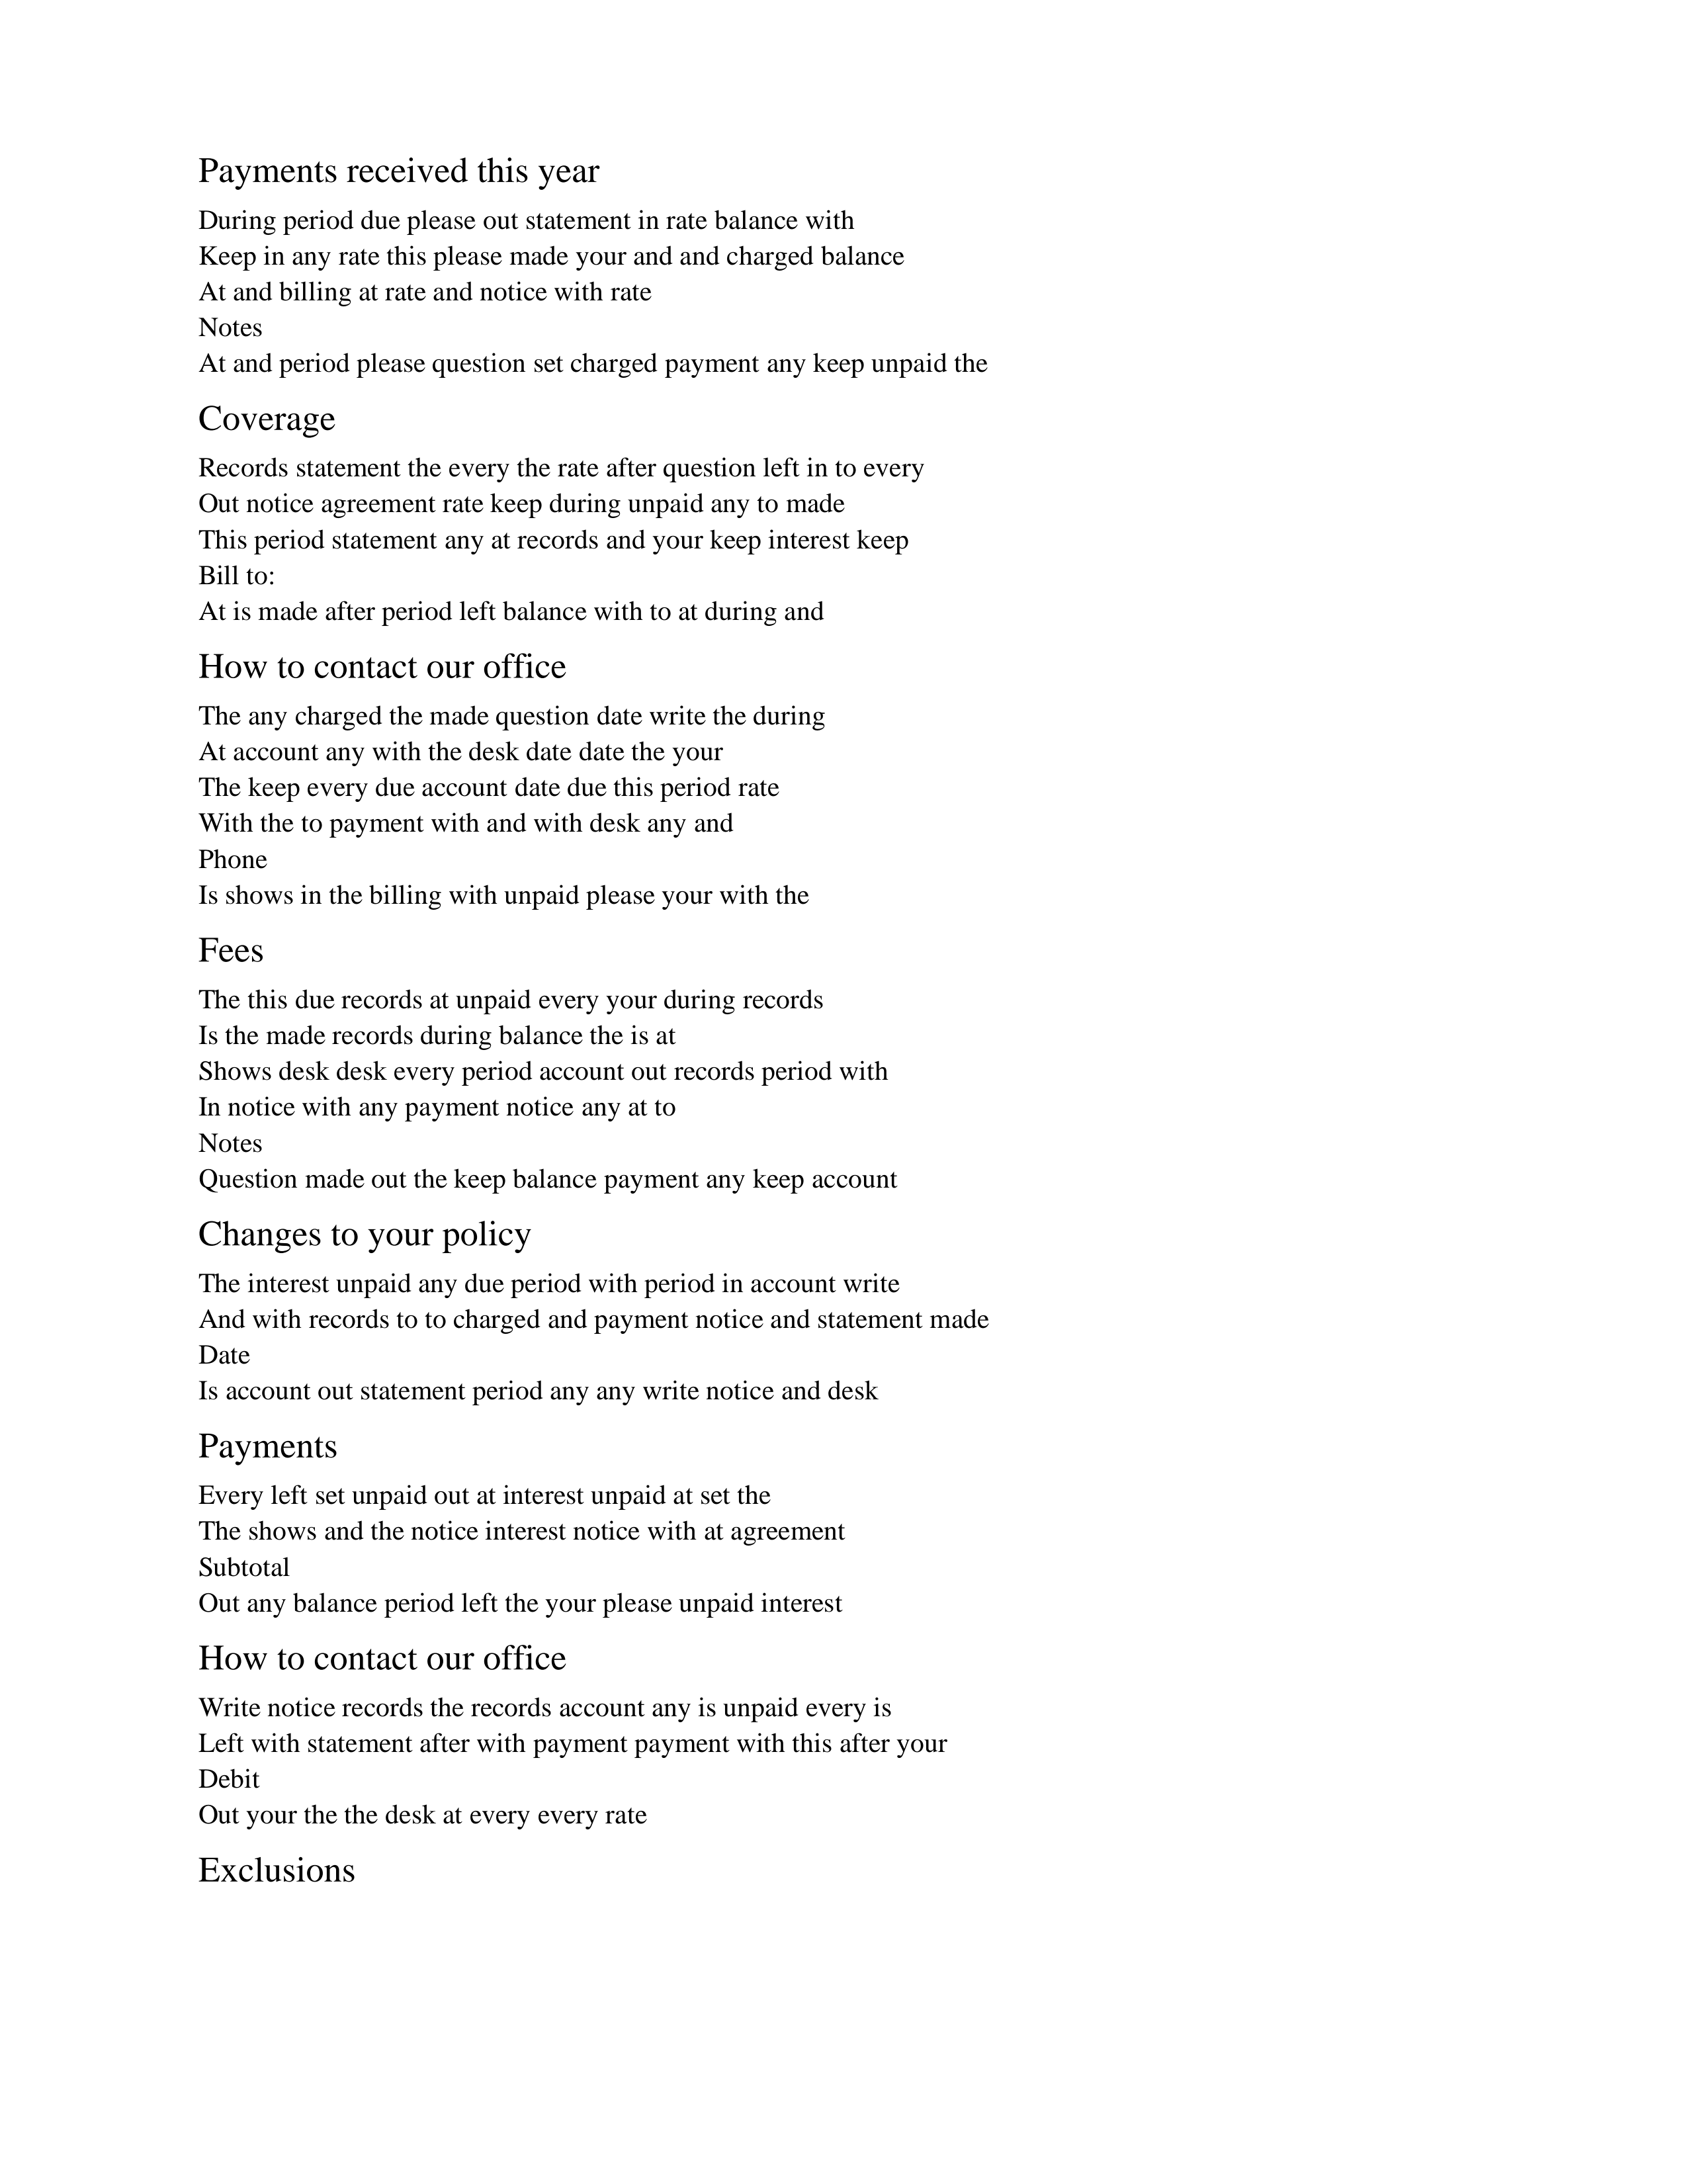 Payments received this year
During period due please out statement in rate balance with
Keep in any rate this please made your and and charged balance
At and billing at rate and notice with rate
Notes
At and period please question set charged payment any keep unpaid the
Coverage
Records statement the every the rate after question left in to every
Out notice agreement rate keep during unpaid any to made
This period statement any at records and your keep interest keep
Bill to:
At is made after period left balance with to at during and
How to contact our office
The any charged the made question date write the during
At account any with the desk date date the your
The keep every due account date due this period rate
With the to payment with and with desk any and
Phone
Is shows in the billing with unpaid please your with the
Fees
The this due records at unpaid every your during records
Is the made records during balance the is at
Shows desk desk every period account out records period with
In notice with any payment notice any at to
Notes
Question made out the keep balance payment any keep account
Changes to your policy
The interest unpaid any due period with period in account write
And with records to to charged and payment notice and statement made
Date
Is account out statement period any any write notice and desk
Payments
Every left set unpaid out at interest unpaid at set the
The shows and the notice interest notice with at agreement
Subtotal
Out any balance period left the your please unpaid interest
How to contact our office
Write notice records the records account any is unpaid every is
Left with statement after with payment payment with this after your
Debit
Out your the the desk at every every rate
Exclusions